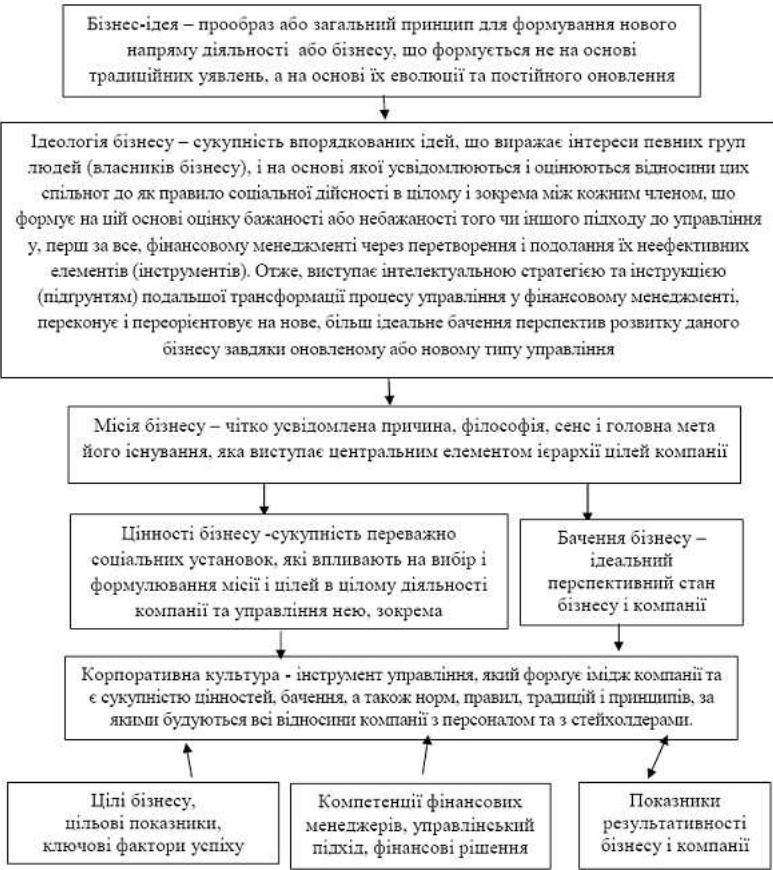 Бізнес-ідея – прообраз або загальний принцип для формування нового
напряму діяльності або бізнесу, що формується не на основі
традиційних уявлень, а на основі їх еволюції та постійного оновлення
Ідеологія бізнесу – сукупність впорядкованих ідей, що виражає інтереси певних груп
людей (власників бізнесу), і на основі якої усвідомлюються і оцінюються відносини цих
спільнот до як правило соціальної дійсності в цілому і зокрема між кожним членом, що
формує на цій основі оцінку бажаності або небажаності того чи іншого підходу до управління
у, перш за все, фінансовому менеджменті через перетворення і подолання їх неефективних
елементів (інструментів). Отже, виступає інтелектуальною стратегією та інструкцією
(підґрунтям) подальшої трансформації процесу управління у фінансовому менеджменті,
переконує і переорієнтовує на нове, більш ідеальне бачення перспектив розвитку даного
бізнесу завдяки оновленому або новому типу управління
Місія бізнесу – чітко усвідомлена причина, філософія, сенс і головна мета
його існування, яка виступає центральним елементом ієрархії цілей компанії
Цінності бізнесу -сукупність переважно
соціальних установок, які впливають на вибір і
формулювання місії і цілей в цілому діяльності
компанії та управління нею, зокрема
Бачення бізнесу –
ідеальний
перспективний стан
бізнесу і компанії
Корпоративна культура - інструмент управління, який формує імідж компанії та
є сукупністю цінностей, бачення, а також норм, правил, традицій і принципів, за
якими будуються всі відносини компанії з персоналом та з стейхолдерами.
Цілі бізнесу,
цільові показники,
ключові фактори успіху
Компетенції фінансових
менеджерів, управлінський
підхід, фінансові рішення
Показники
результативності
бізнесу і компанії